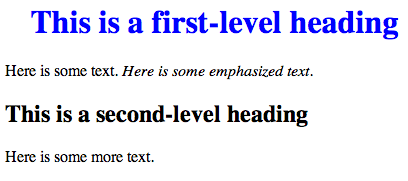 This is a first-level heading
Here is some text. Here is some emphasized text.
This is a second-level heading
Here is some more text.